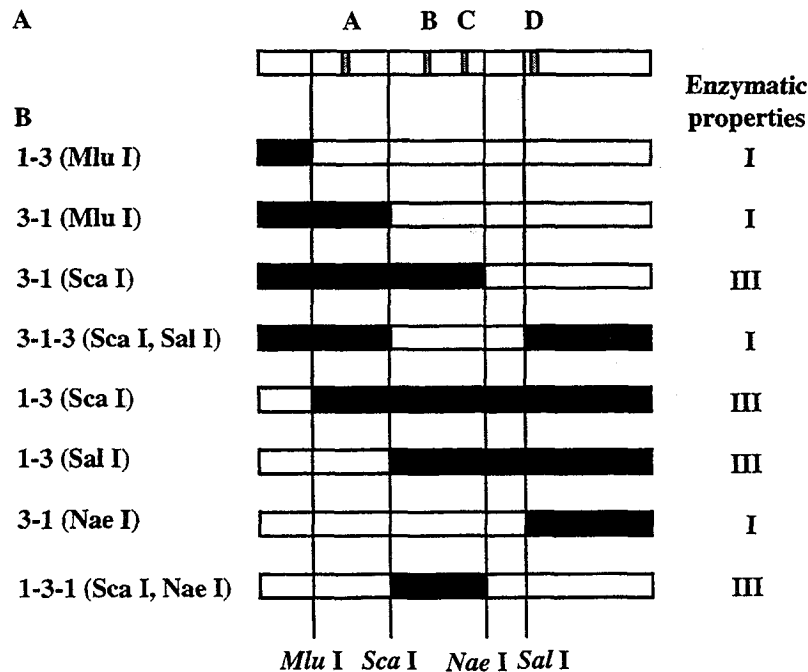 A
A B C D
Enzymatic
properties
B
1-3 (Mlu I) I
3-1 (Mlu I) I
3-1 (Sca I) III
3-1-3 (Sca I, Sal I) I
1-3 (Sca I) III
1-3 (Sal I) III
3-1 (Nae I) I
1-3-1 (Sca I, Nae I) III
Mlu I Sca I Nae I Sal I